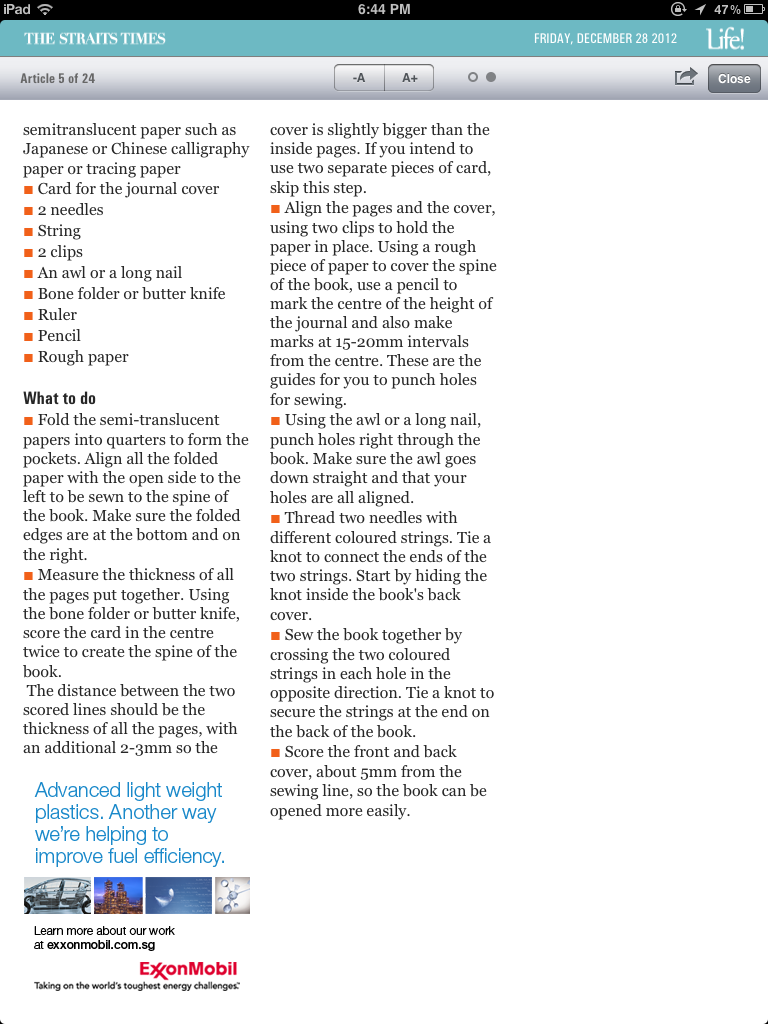 iPad
6:44 PM
47%
THE STRAITS TIMES
FRIDAY, DECEMBER 28 2012
Life!
Article 5 of 24
-A
A+
Close
semitranslucent paper such as
Japanese or Chinese calligraphy
paper or tracing paper
■ Card for the journal cover
■ 2 needles
■ String
■ 2 clips
■ An awl or a long nail
■ Bone folder or butter knife
■ Ruler
■ Pencil
■ Rough paper
What to do
■ Fold the semi-translucent
papers into quarters to form the
pockets. Align all the folded
paper with the open side to the
left to be sewn to the spine of
the book. Make sure the folded
edges are at the bottom and on
the right.
■ Measure the thickness of all
the pages put together. Using
the bone folder or butter knife,
score the card in the centre
twice to create the spine of the
book.
The distance between the two
scored lines should be the
thickness of all the pages, with
an additional 2-3mm so the
cover is slightly bigger than the
inside pages. If you intend to
use two separate pieces of card,
skip this step.
■ Align the pages and the cover,
using two clips to hold the
paper in place. Using a rough
piece of paper to cover the spine
of the book, use a pencil to
mark the centre of the height of
the journal and also make
marks at 15-20mm intervals
from the centre. These are the
guides for you to punch holes
for sewing.
■ Using the awl or a long nail,
punch holes right through the
book. Make sure the awl goes
down straight and that your
holes are all aligned.
■ Thread two needles with
different coloured strings. Tie a
knot to connect the ends of the
two strings. Start by hiding the
knot inside the book's back
cover.
■ Sew the book together by
crossing the two coloured
strings in each hole in the
opposite direction. Tie a knot to
secure the strings at the end on
the back of the book.
■ Score the front and back
cover, about 5mm from the
sewing line, so the book can be
opened more easily.
Advanced light weight
plastics. Another way
we're helping to
improve fuel efficiency.
Learn more about our work
at exxonmobil.com.sg
ExxonMobil
Taking on the world's toughest energy challenges.™